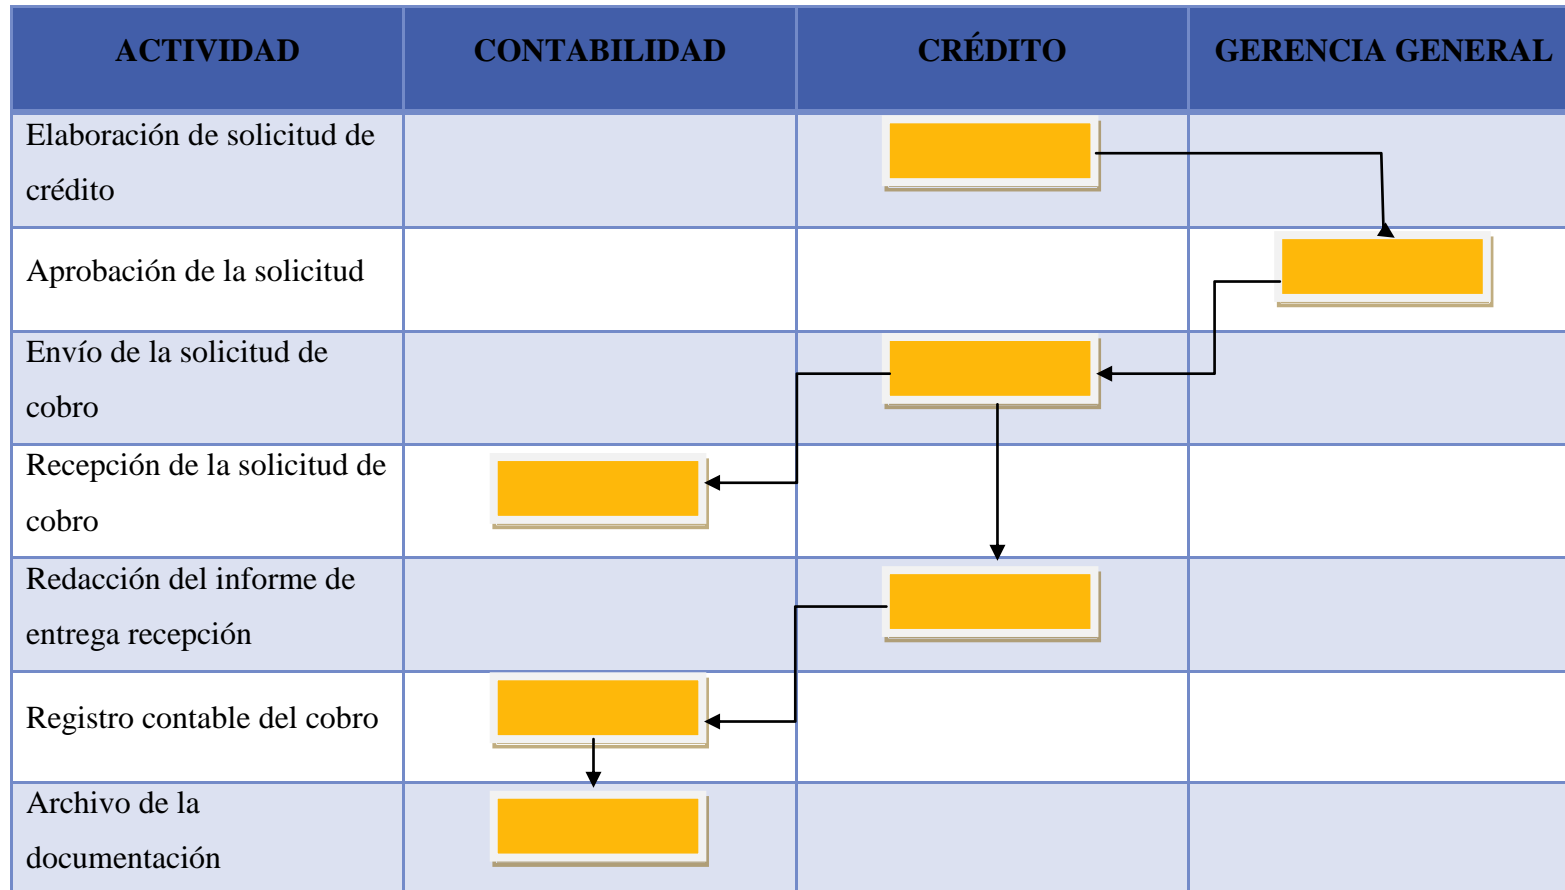 ACTIVIDAD CONTABILIDAD CRÉDITO GERENCIA GENERAL
Elaboración de solicitud de
crédito
Aprobación de la solicitud
Envío de la solicitud de
cobro
Recepción de la solicitud de
cobro
Redacción del informe de
entrega recepción
Registro contable del cobro
Archivo de la
documentación